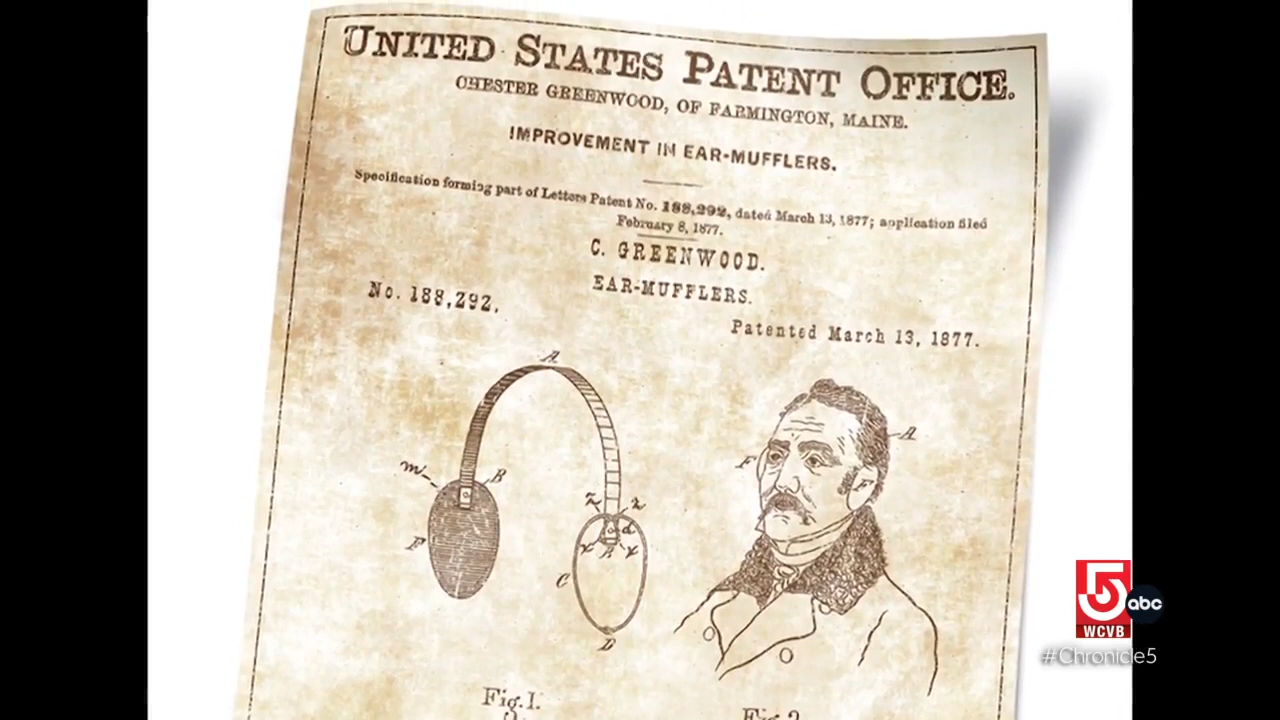 UNITED STATES PATENT OFFICE.
CHESTER GREENWOOD, OF FARMINGTON, MAINE.
IMPROVEMENT IN EAR-MUFFLERS.
Specification forming part of Letters Patent No. 188,292, dated March 13, 1877; application filed
February 8, 1877.
C. GREENWOOD.
EAR-MUFFLERS.
No. 188,292.
Patented March 13, 1877.
A
A
m
B
F
F
F
z
z
d
x
B
x
C
D
Fig.1.
Fig.2.
5
abc
WCVB
#Chronicle5